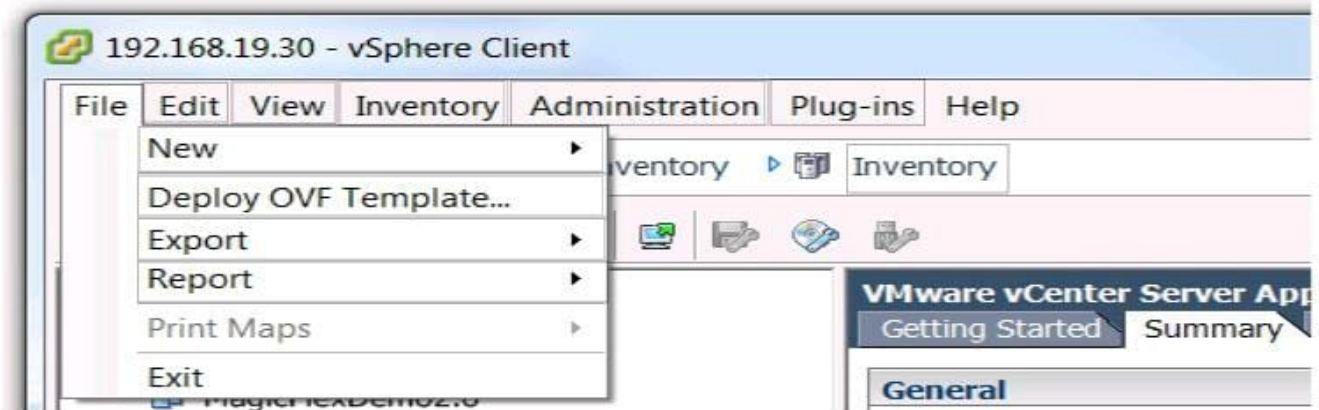 192.168.19.30 - vSphere Client
File Edit View Inventory Administration Plug-ins Help
New
ventory Inventory
Deploy OVF Template...
Export
Report
VMware vCenter Server App
Print Maps
Getting Started Summary
Exit
General